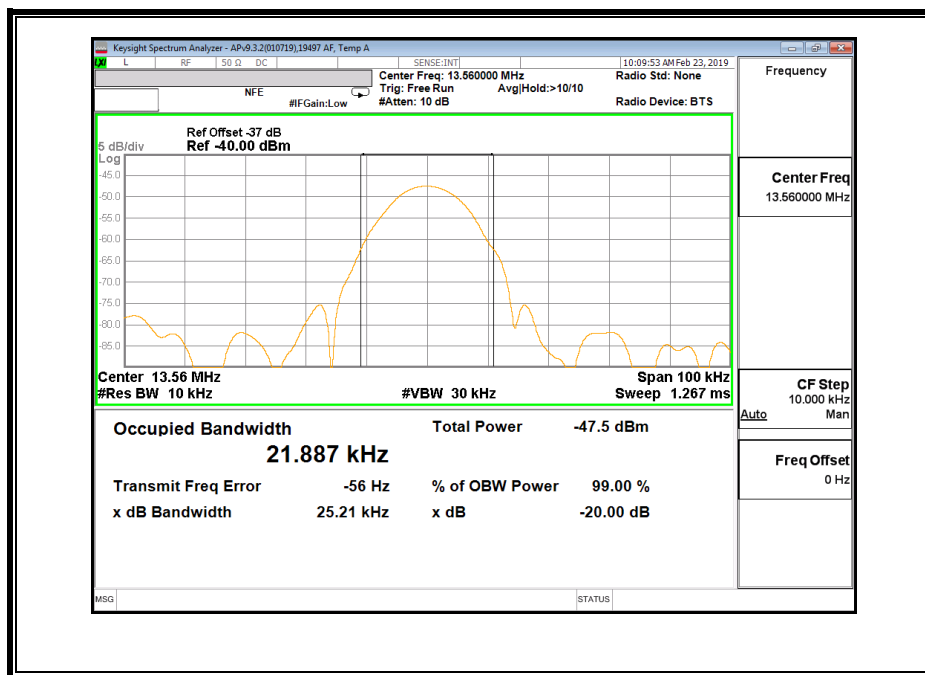 Keysight Spectrum Analyzer - APv9.3.2(010719),19497 AF, Temp A
LXI L RF 50 Ω DC SENSE:INT 10:09:53 AM Feb 23, 2019
Center Freq: 13.560000 MHz Radio Std: None
NFE Trig: Free Run Avg|Hold:>10/10
#IFGain:Low #Atten: 10 dB Radio Device: BTS
Ref Offset -37 dB
5 dB/div Ref -40.00 dBm
Log
-45.0
-50.0
-55.0
-60.0
-65.0
-70.0
-75.0
-80.0
-85.0
Center 13.56 MHz Span 100 kHz
#Res BW 10 kHz #VBW 30 kHz Sweep 1.267 ms
Occupied Bandwidth Total Power -47.5 dBm
21.887 kHz
Transmit Freq Error -56 Hz % of OBW Power 99.00 %
x dB Bandwidth 25.21 kHz x dB -20.00 dB
Frequency
Center Freq
13.560000 MHz
CF Step
10.000 kHz
Auto Man
Freq Offset
0 Hz
MSG STATUS